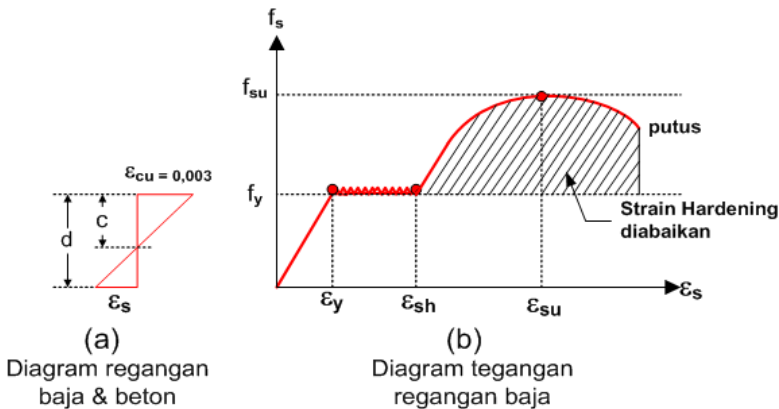 εcu = 0,003
d
c
εs
(a)
Diagram regangan
baja & beton
fs
fsu
fy
putus
Strain Hardening
diabaikan
εy
εsh
εsu
εs
(b)
Diagram tegangan
regangan baja